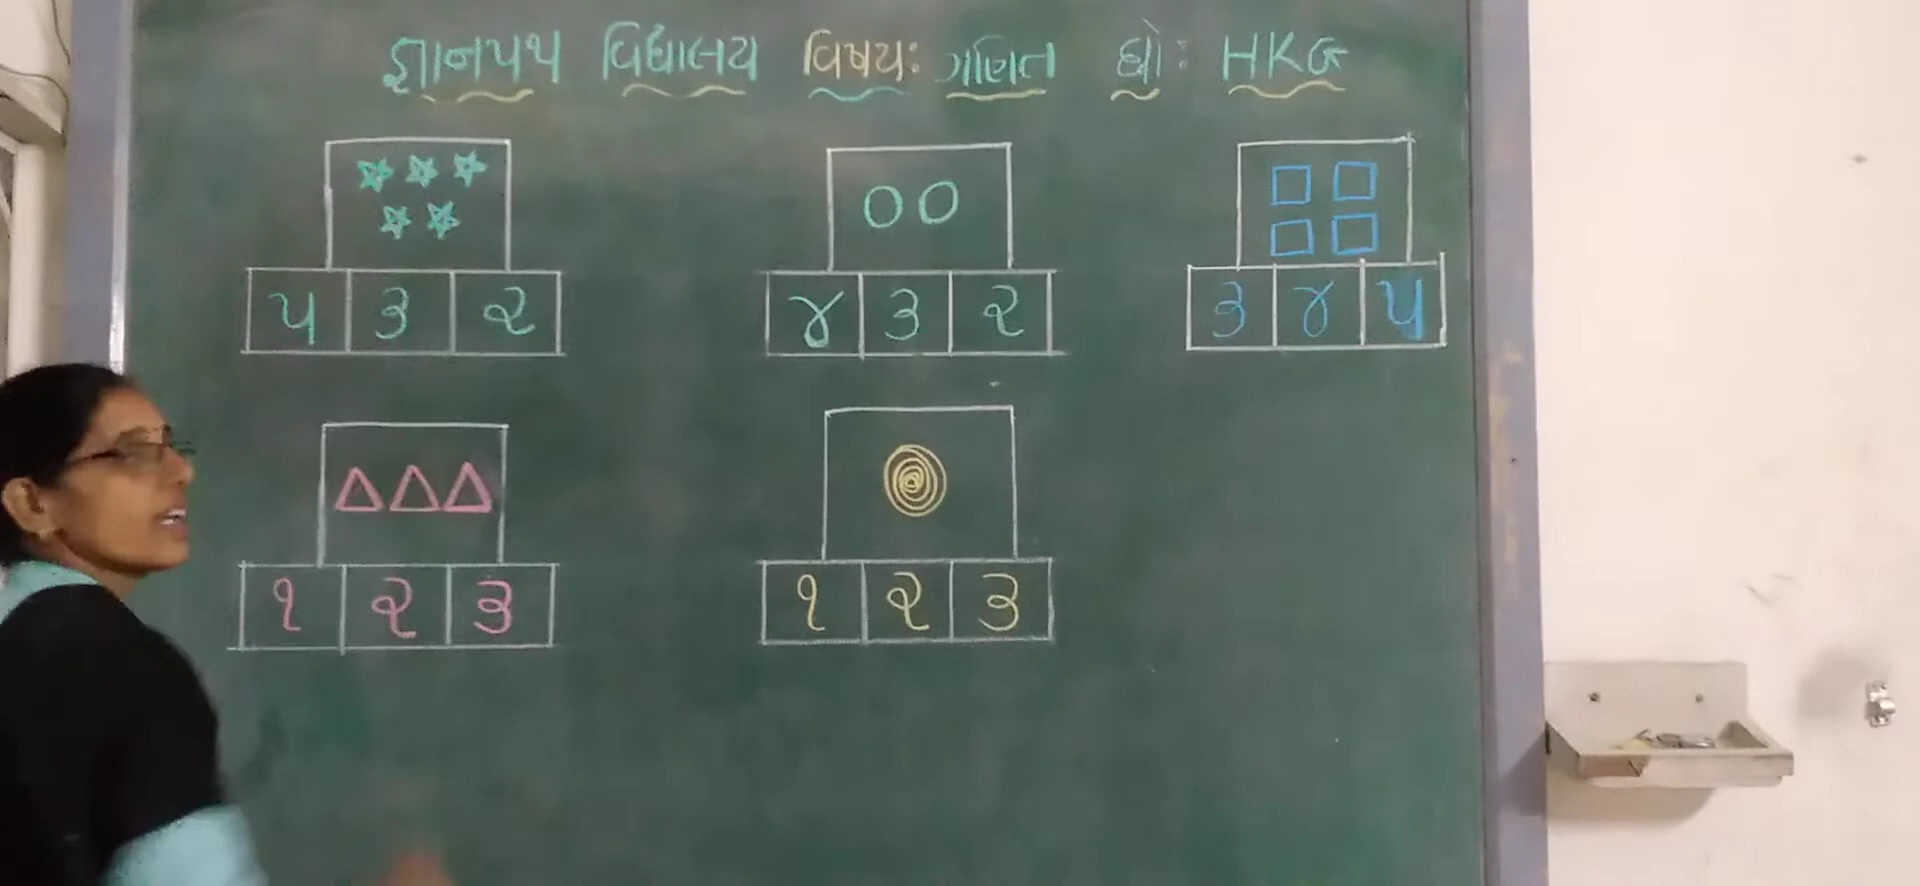 જ્ઞાનપથ વિદ્યાલય વિષય: ગણિત ધો: HKG
૫ ૩ ૨
૪ ૩ ૨
૩ ૪ ૫
૧ ૨ ૩
૧ ૨ ૩